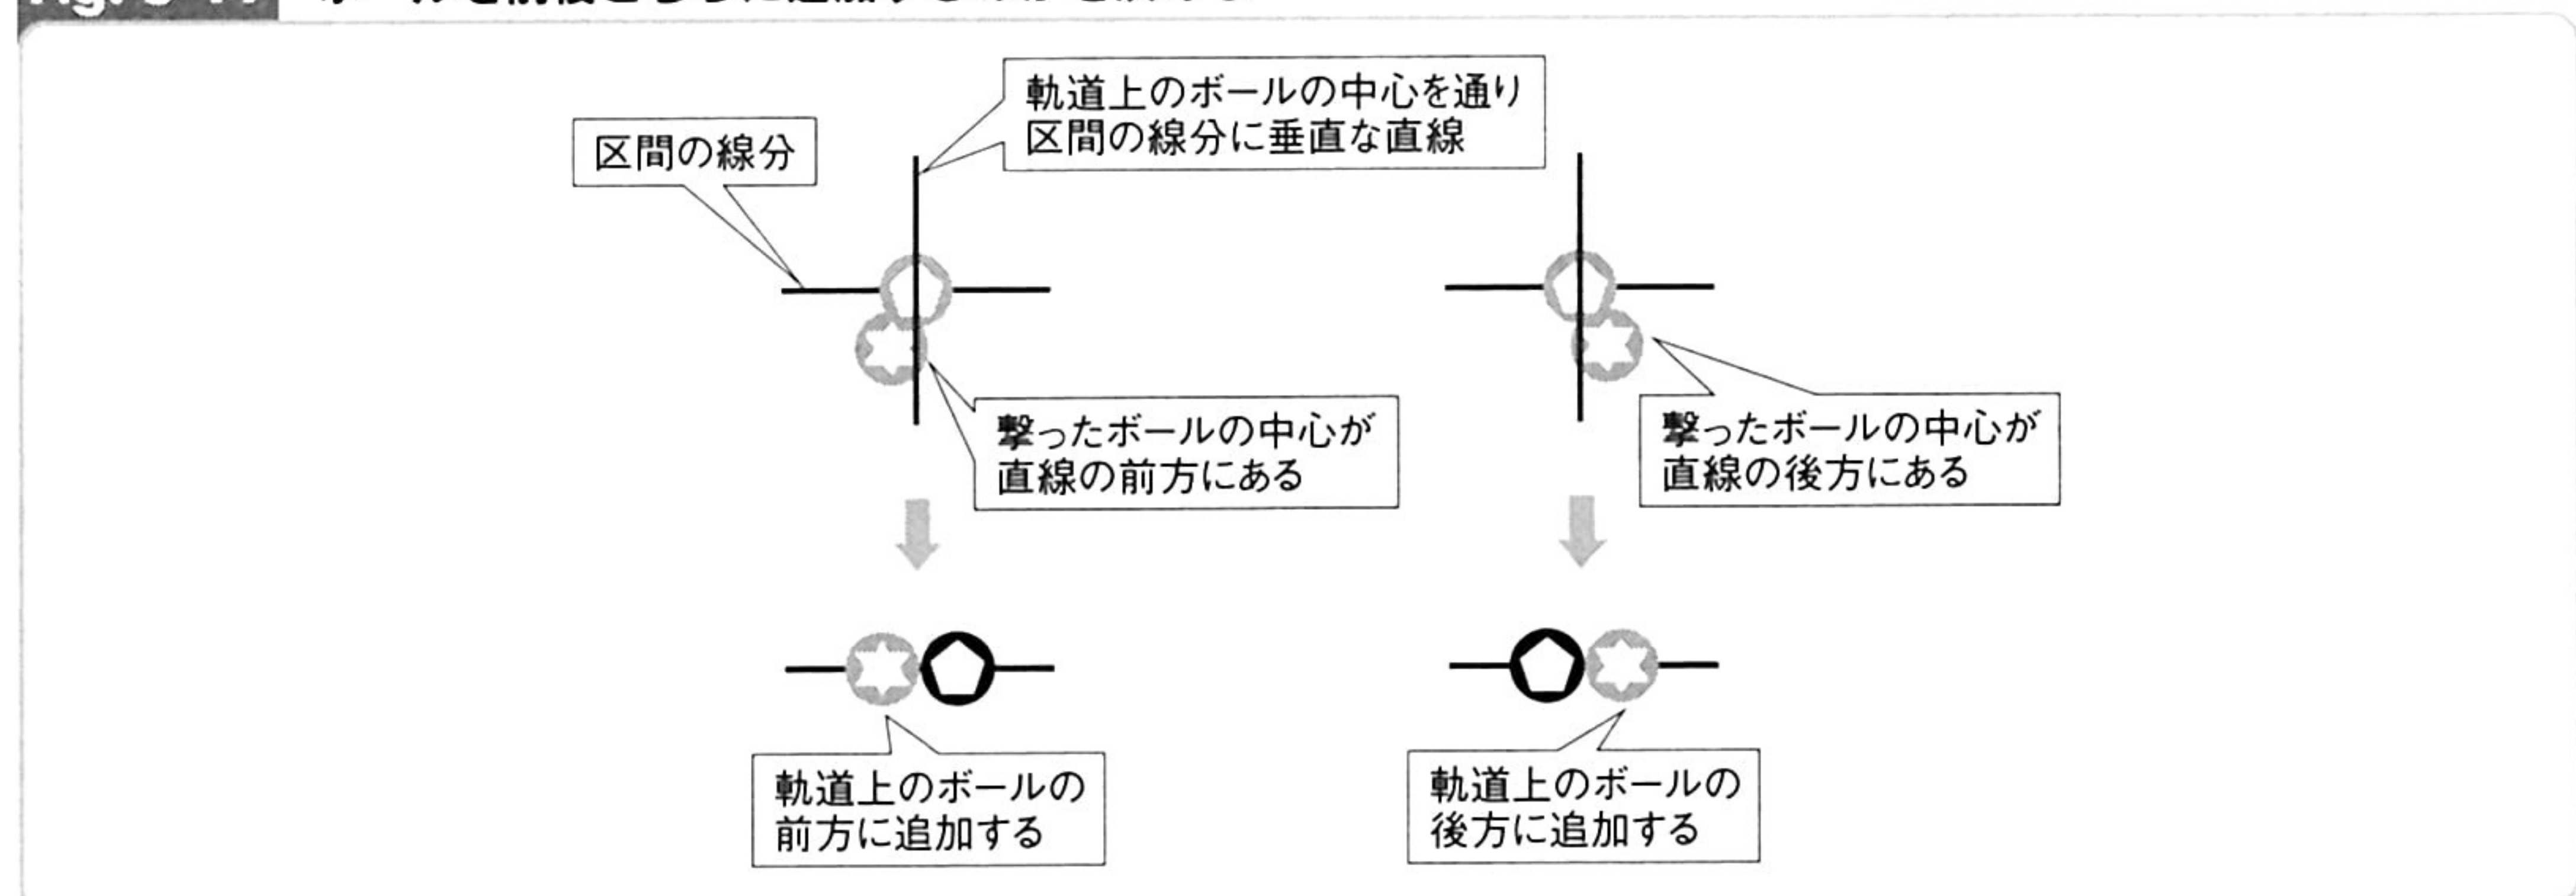 軌道上のボールの中心を通り
区間の線分に垂直な直線
区間の線分
撃ったボールの中心が
直線の前方にある
撃ったボールの中心が
直線の後方にある
軌道上のボールの
前方に追加する
軌道上のボールの
後方に追加する